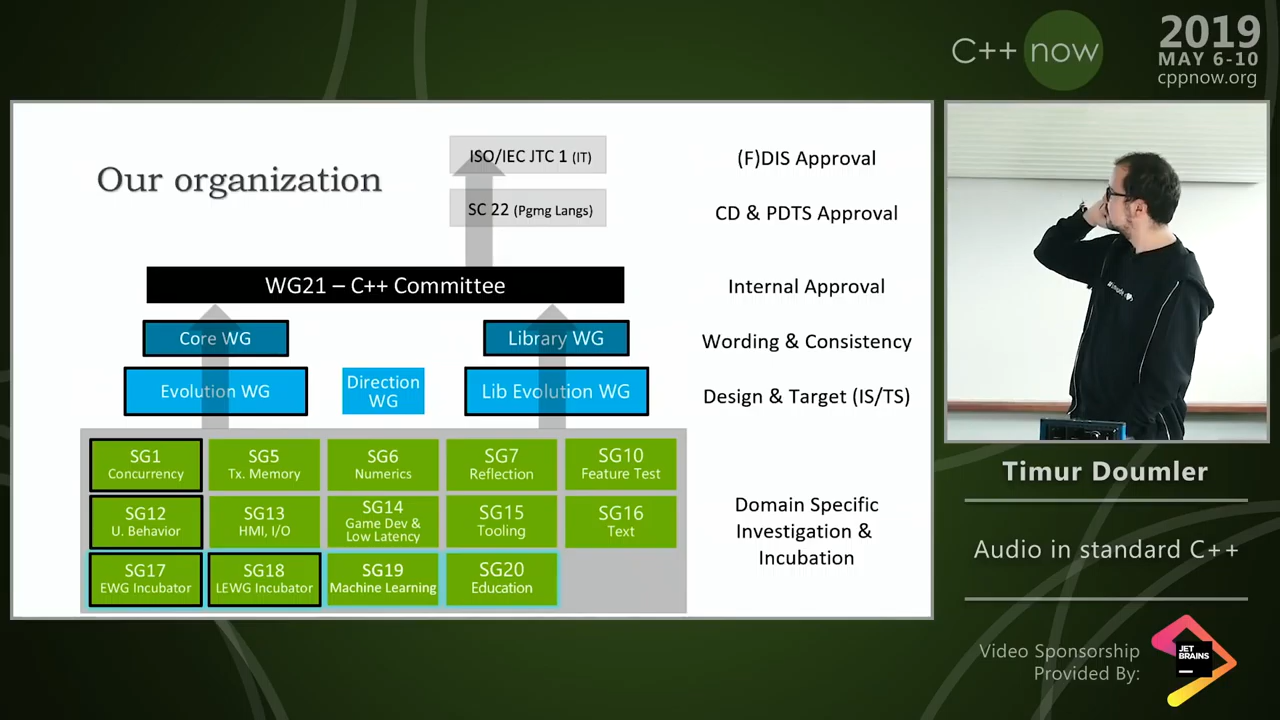 C++ now
2019
MAY 6-10
cppnow.org
Our organization
ISO/IEC JTC 1 (IT)
(F)DIS Approval
SC 22 (Pgmg Langs)
CD & PDTS Approval
WG21 – C++ Committee
Internal Approval
Core WG
Library WG
Wording & Consistency
Evolution WG
Direction
WG
Lib Evolution WG
Design & Target (IS/TS)
SG1
Concurrency
SG5
Tx. Memory
SG6
Numerics
SG7
Reflection
SG10
Feature Test
SG12
U. Behavior
SG13
HMI, I/O
SG14
Game Dev &
Low Latency
SG15
Tooling
SG16
Text
SG17
EWG Incubator
SG18
LEWG Incubator
SG19
Machine Learning
SG20
Education
Domain Specific
Investigation &
Incubation
Timur Doumler
Audio in standard C++
Video Sponsorship
Provided By:
JET
BRAINS